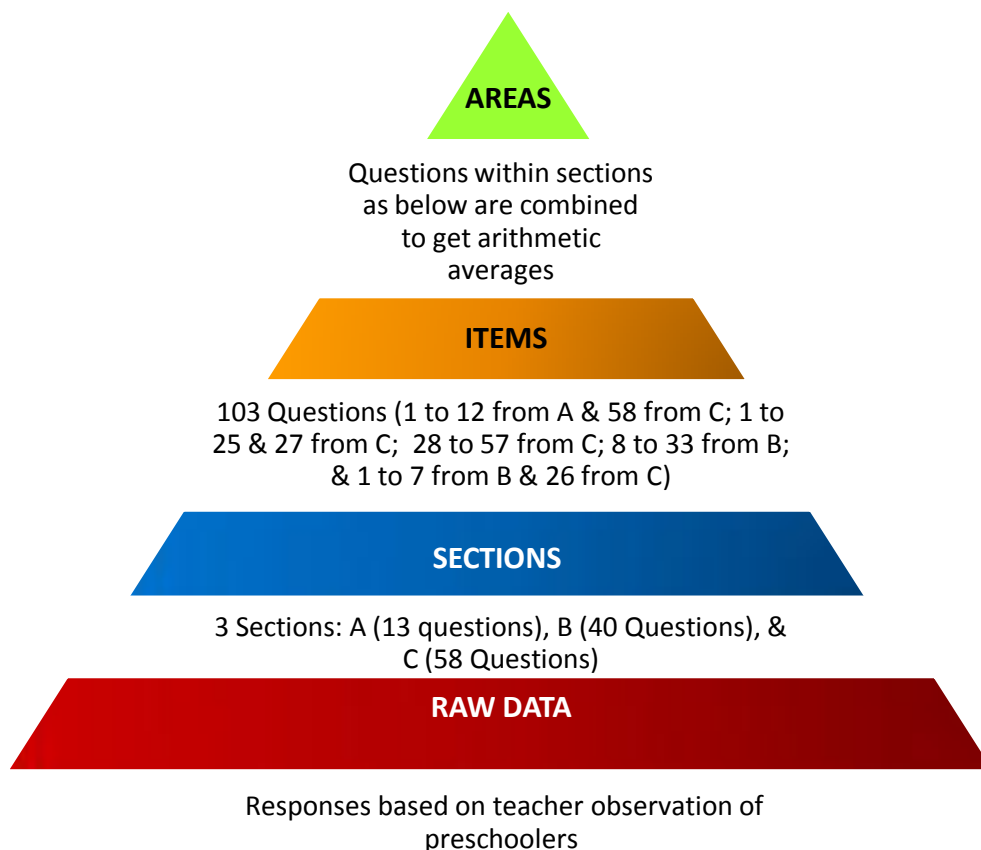 AREAS
Questions within sections
as below are combined
to get arithmetic
averages
ITEMS
103 Questions (1 to 12 from A & 58 from C; 1 to
25 & 27 from C;  28 to 57 from C; 8 to 33 from B;
& 1 to 7 from B & 26 from C)
SECTIONS
3 Sections: A (13 questions), B (40 Questions), &
C (58 Questions)
RAW DATA
Responses based on teacher observation of
preschoolers